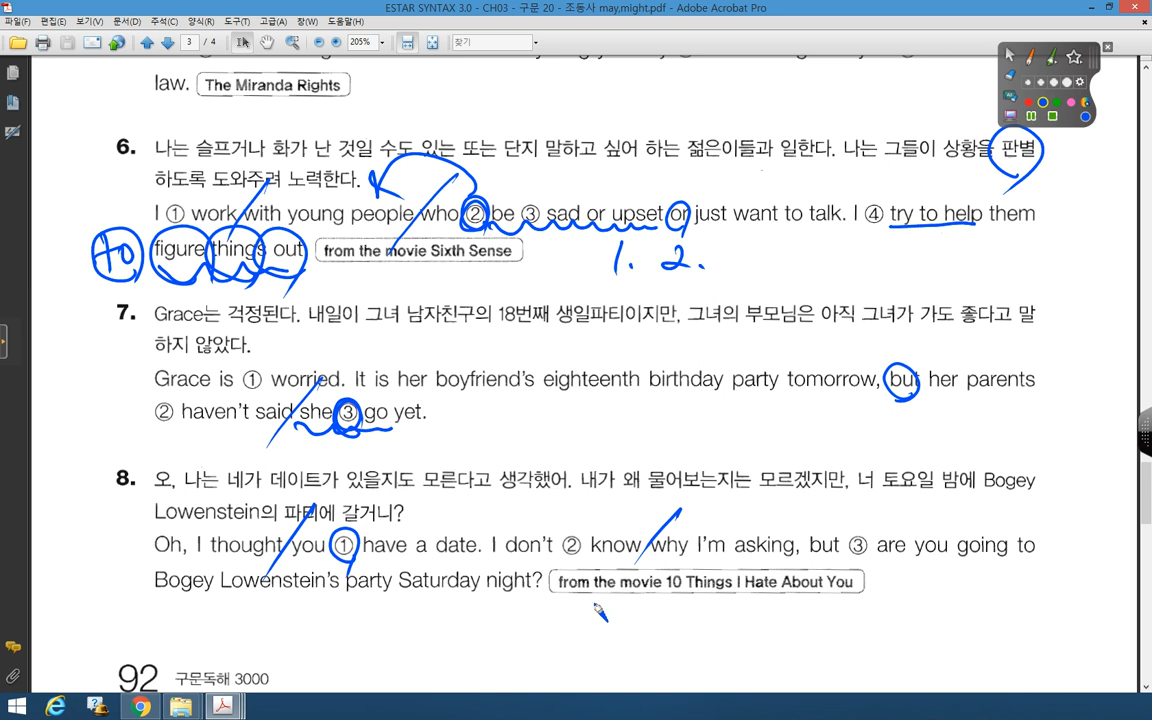 ESTAR SYNTAX 3.0 - CH03 - 구문 20 - 조동사 may,might.pdf - Adobe Acrobat Pro
파일(F) 편집(E) 보기(V) 문서(D) 주석(C) 양식(R) 도구(T) 고급(A) 창(W) 도움말(H)
3 / 4 205% 찾기
law. The Miranda Rights
6. 나는 슬프거나 화가 난 것일 수도 있는 또는 단지 말하고 싶어 하는 젊은이들과 일한다. 나는 그들이 상황을 판별
하도록 도와주려 노력한다.
I ① work with young people who ② be ③ sad or upset or just want to talk. I ④ try to help them
to figure things out from the movie Sixth Sense
1. 2.
7. Grace는 걱정된다. 내일이 그녀 남자친구의 18번째 생일파티이지만, 그녀의 부모님은 아직 그녀가 가도 좋다고 말
하지 않았다.
Grace is ① worried. It is her boyfriend's eighteenth birthday party tomorrow, but her parents
② haven't said she ③ go yet.
8. 오, 나는 네가 데이트가 있을지도 모른다고 생각했어. 내가 왜 물어보는지는 모르겠지만, 너 토요일 밤에 Bogey
Lowenstein의 파티에 갈거니?
Oh, I thought you ① have a date. I don't ② know why I'm asking, but ③ are you going to
Bogey Lowenstein's party Saturday night? from the movie 10 Things I Hate About You
92 구문독해 3000